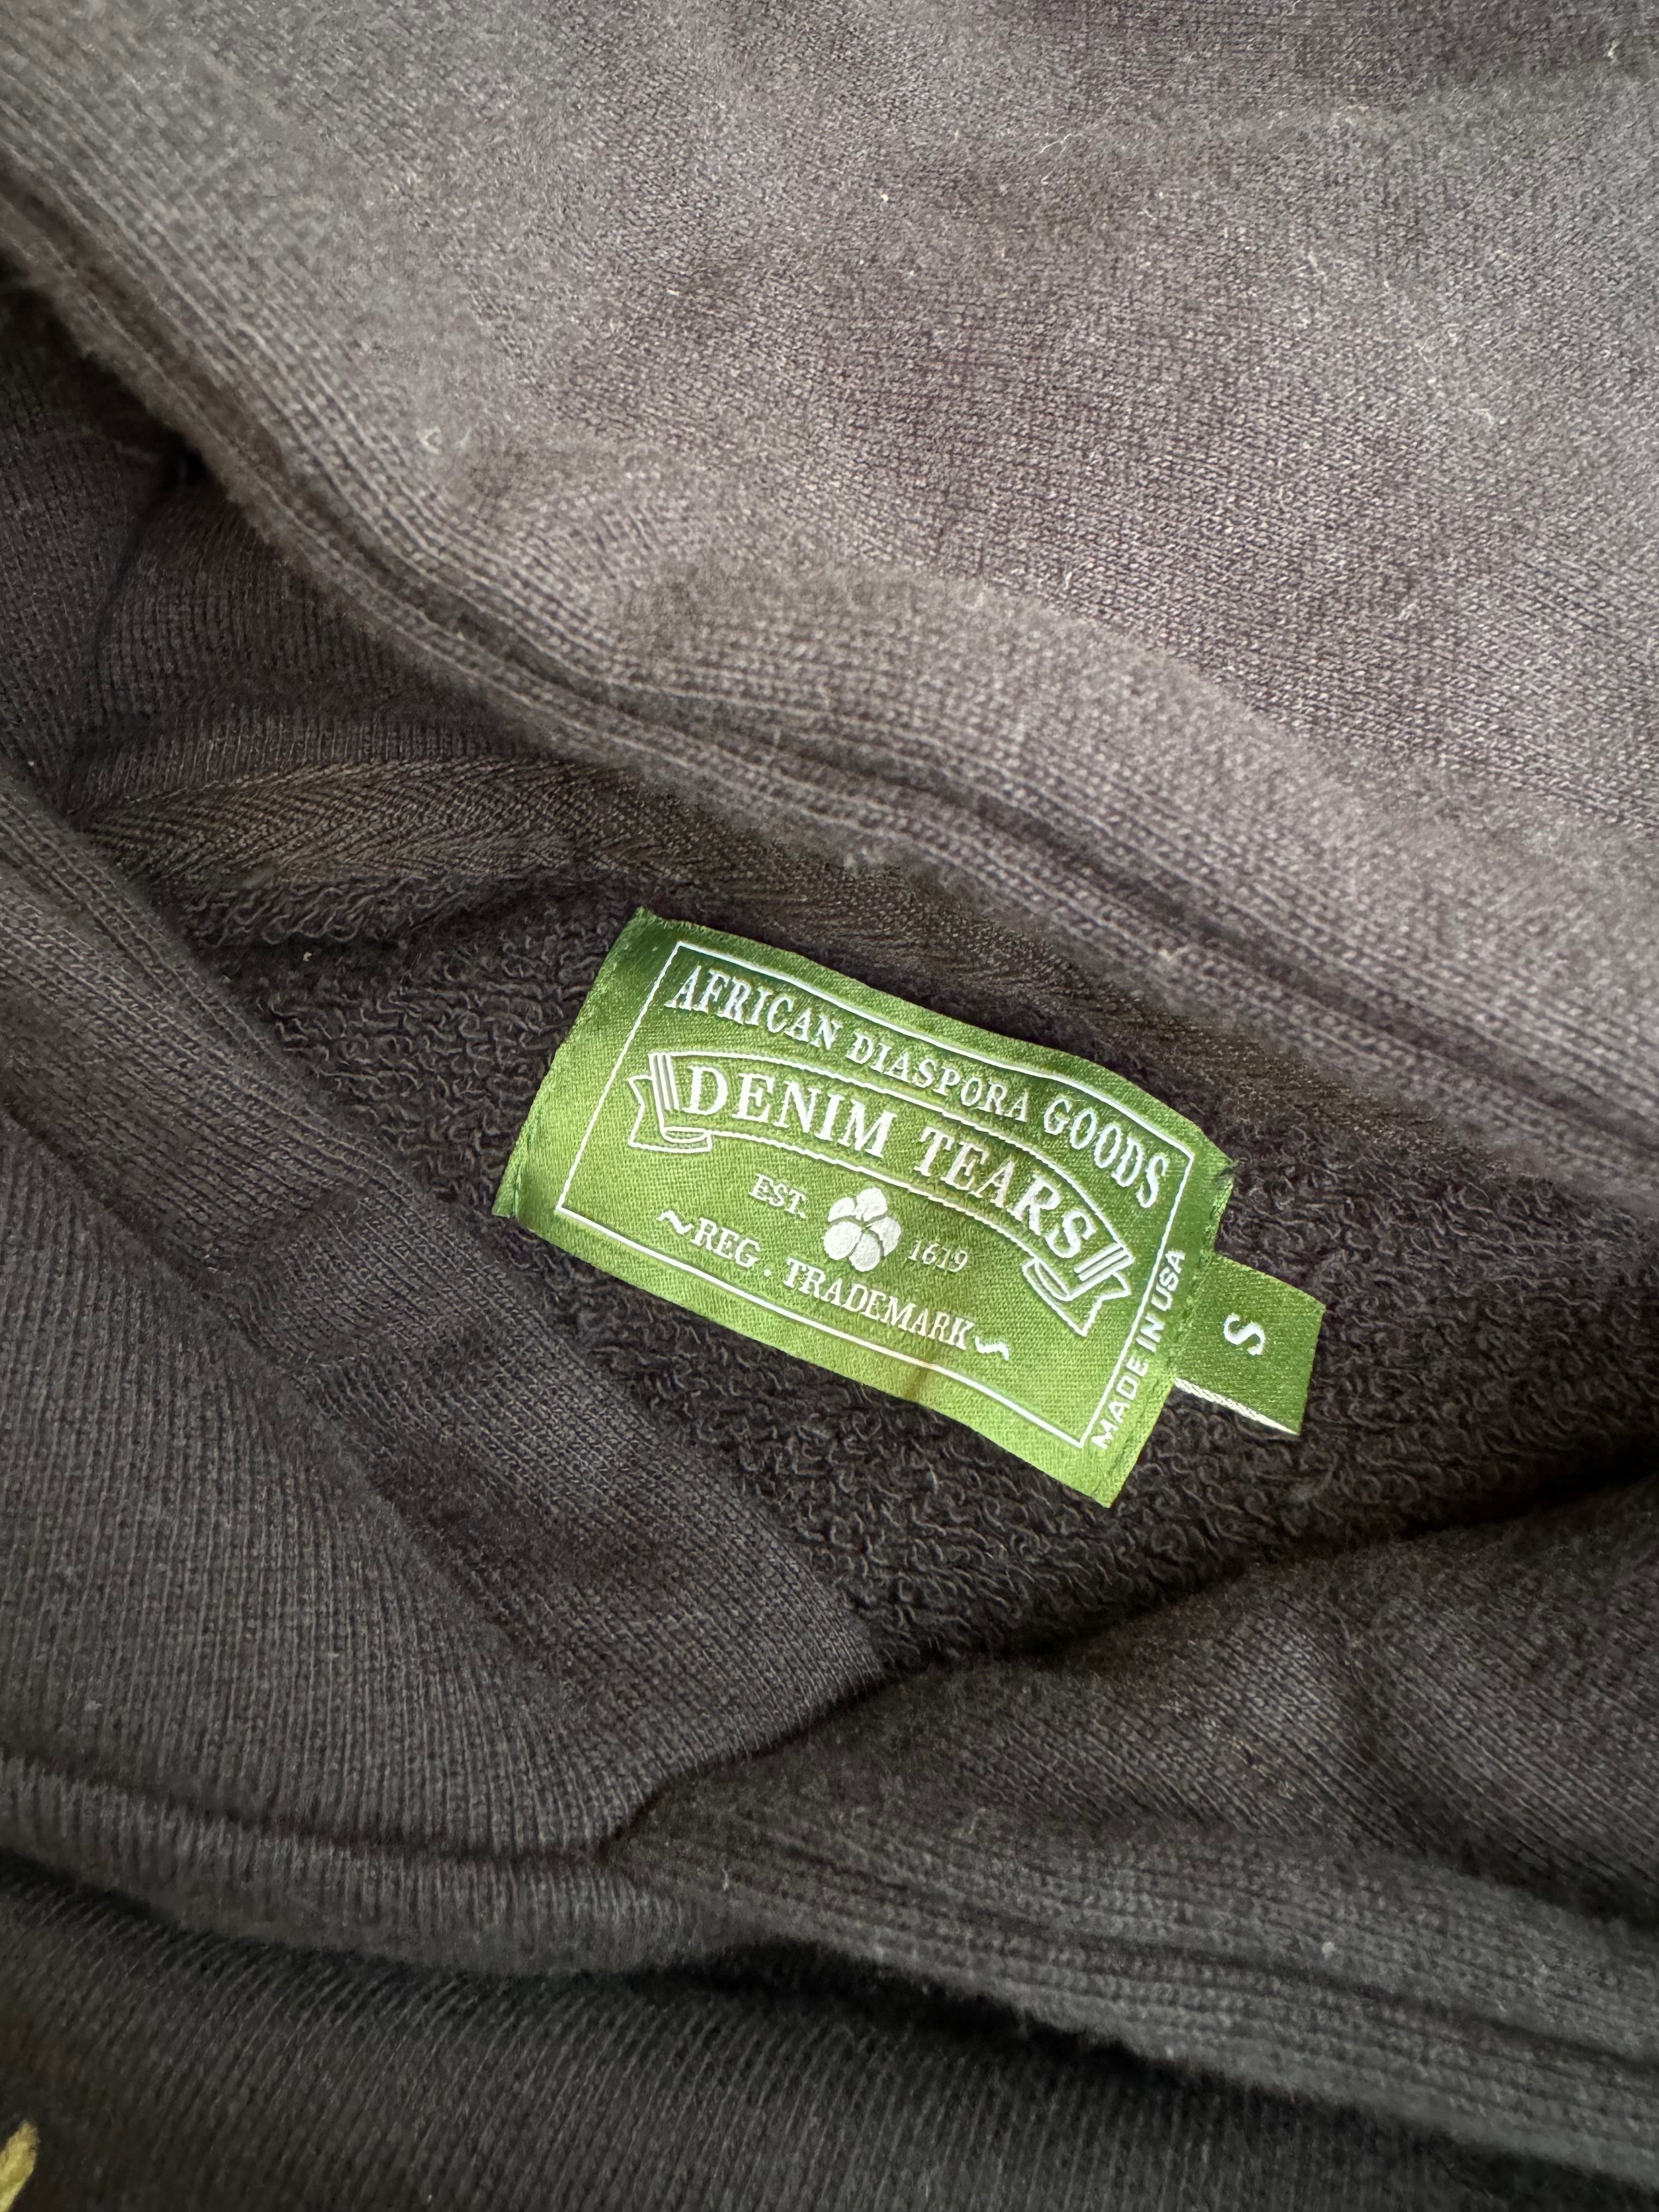 AFRICAN DIASPORA GOODS
DENIM TEARS
EST. 1619
~REG. TRADEMARK~
MADE IN USA
S